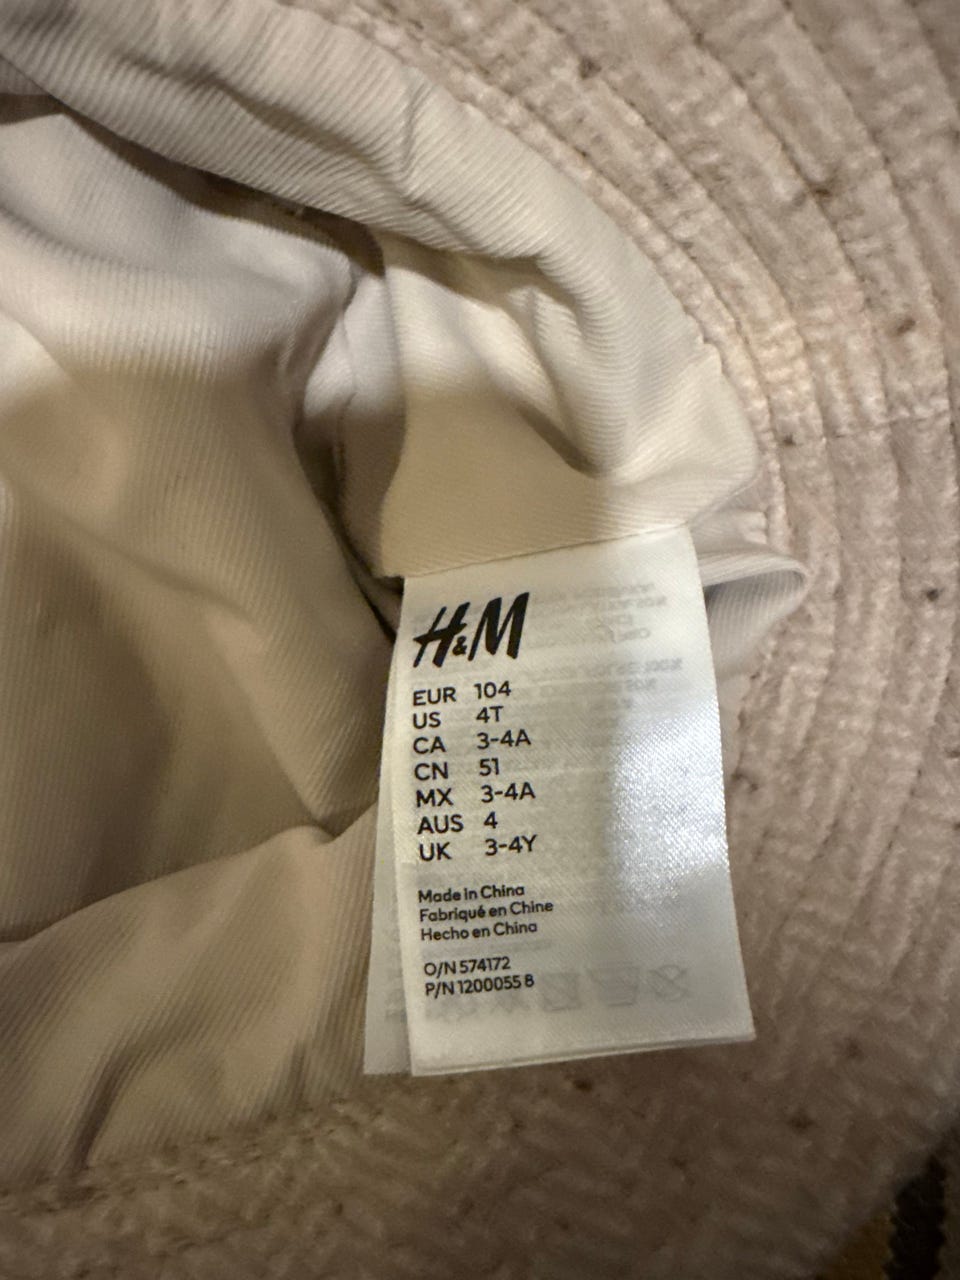 H&M
EUR 104
US 4T
CA 3-4A
CN 51
MX 3-4A
AUS 4
UK 3-4Y
Made in China
Fabriqué en Chine
Hecho en China
O/N 574172
P/N 1200055 8